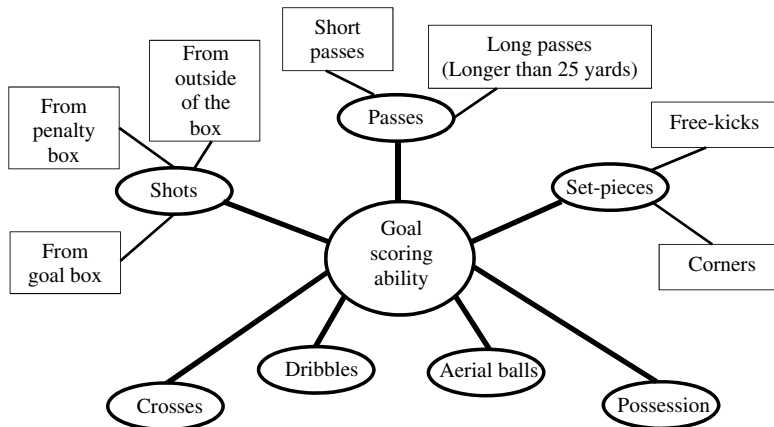 Short
passes
Long passes
(Longer than 25 yards)
From
outside
of the
box
From
penalty
box
Passes
Free-kicks
Shots
Set-pieces
From
goal box
Goal
scoring
ability
Corners
Dribbles
Aerial balls
Crosses
Possession